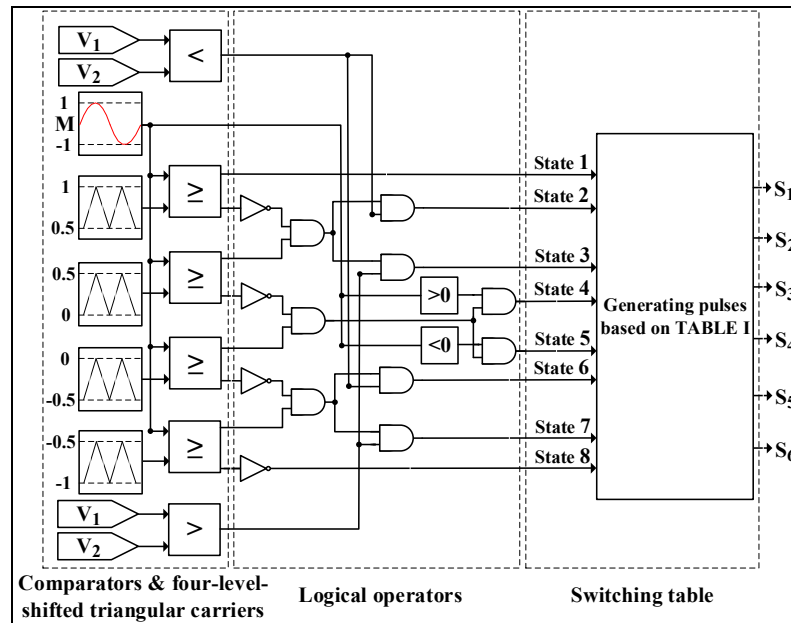 V1
V2
<
1
M
-1
State 1
≥
State 2
1
0.5
S1
S2
≥
State 3
0.5
0
>0
State 4
S3
Generating pulses
based on TABLE I
≥
<0
State 5
S4
0
-0.5
State 6
S5
≥
State 7
-0.5
-1
State 8
S6
V1
V2
>
Comparators & four-level-
shifted triangular carriers
Logical operators
Switching table